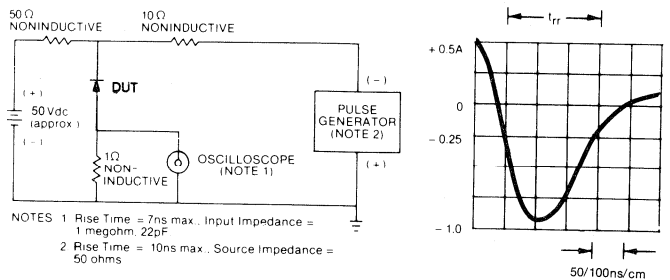 50Ω
NONINDUCTIVE
10Ω
NONINDUCTIVE
trr
+ 0.5A
(+)
DUT
(−)
50 Vdc
(approx.)
(−)
PULSE
GENERATOR
(NOTE 2)
0
- 0.25
1Ω
NON-
INDUCTIVE
OSCILLOSCOPE
(NOTE 1)
(+)
NOTES 1 Rise Time = 7ns max., Input Impedance =
1 megohm, 22pF
2. Rise Time = 10ns max., Source Impedance =
50 ohms
- 1.0
50/100ns/cm